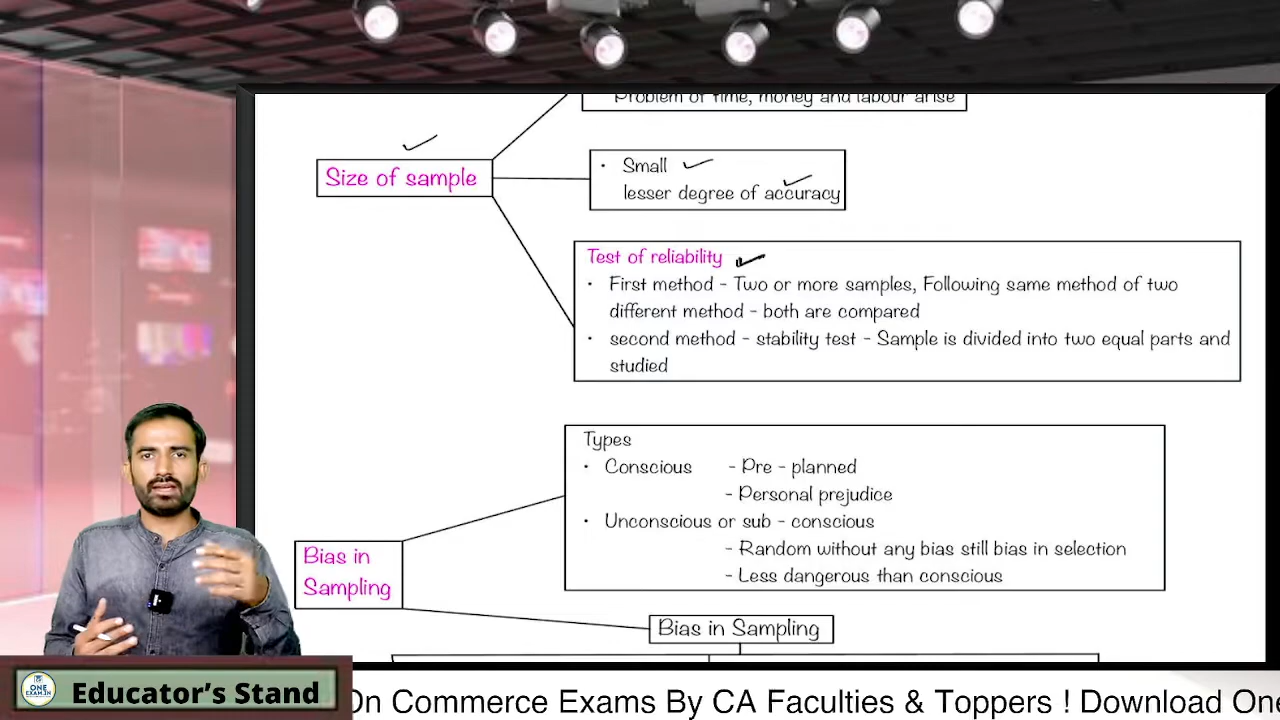 Problem of time, money and labour arise
Size of sample
• Small
lesser degree of accuracy
Test of reliability
• First method - Two or more samples, Following same method of two
different method - both are compared
• second method - stability test - Sample is divided into two equal parts and
studied
Types
• Conscious - Pre - planned
- Personal prejudice
• Unconscious or sub - conscious
- Random without any bias still bias in selection
- Less dangerous than conscious
Bias in
Sampling
Bias in Sampling
ONE
EXAM.IN
Educator's Stand
On Commerce Exams By CA Faculties & Toppers ! Download One